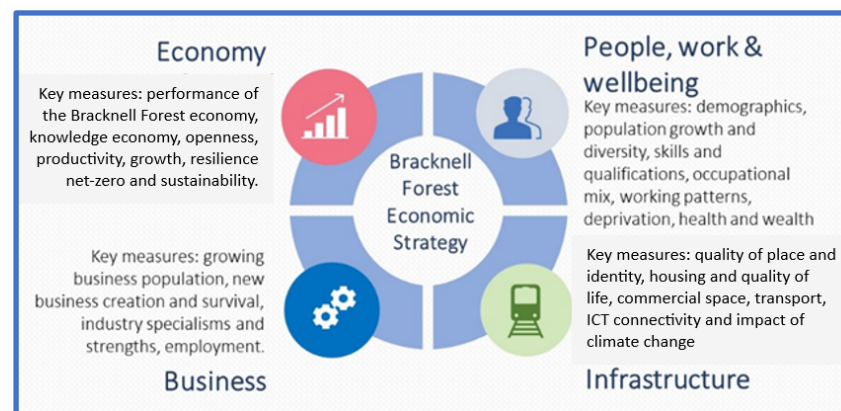 Economy
Key measures: performance of
the Bracknell Forest economy,
knowledge economy, openness,
productivity, growth, resilience
net-zero and sustainability.
People, work &
wellbeing
Key measures: demographics,
population growth and
diversity, skills and
qualifications, occupational
mix, working patterns,
deprivation, health and wealth
Bracknell
Forest
Economic
Strategy
Key measures: growing
business population, new
business creation and survival,
industry specialisms and
strengths, employment.
Business
Key measures: quality of place and
identity, housing and quality of
life, commercial space, transport,
ICT connectivity and impact of
climate change
Infrastructure